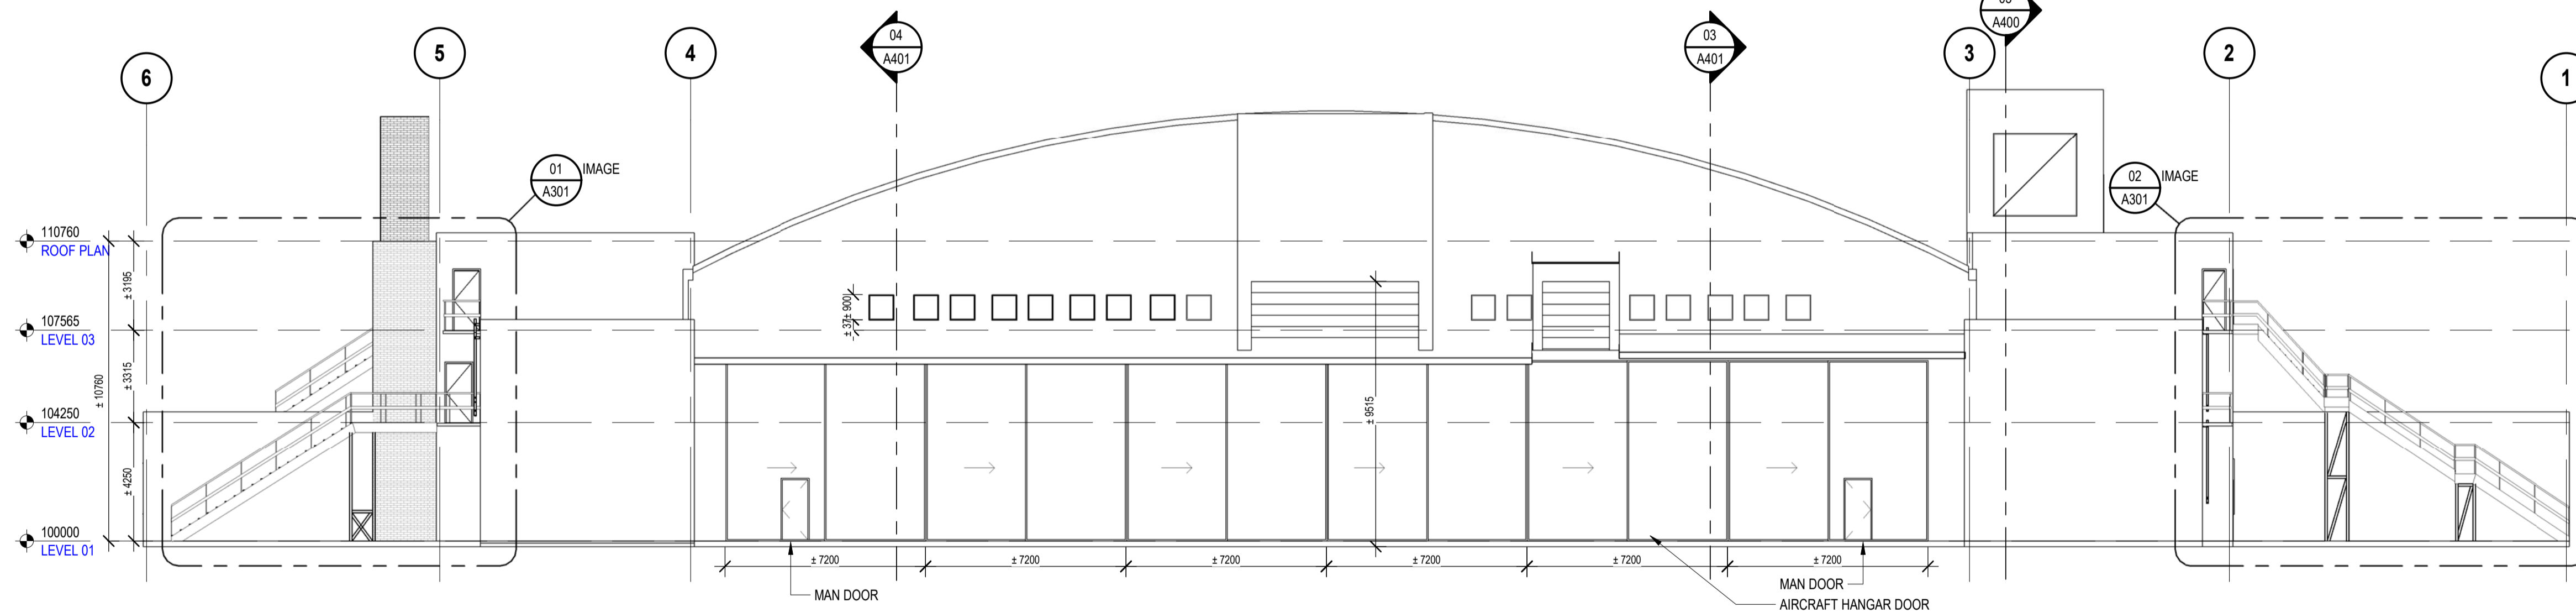 6
5
4
04
A401
03
A401
3
A400
2
1
01
A301
IMAGE
02
A301
IMAGE
110760
ROOF PLAN
± 3195
107565
LEVEL 03
± 3315
± 10760
104250
LEVEL 02
± 4250
100000
LEVEL 01
± 900
± 37
± 9515
± 7200
± 7200
± 7200
± 7200
± 7200
± 7200
MAN DOOR
MAN DOOR
AIRCRAFT HANGAR DOOR